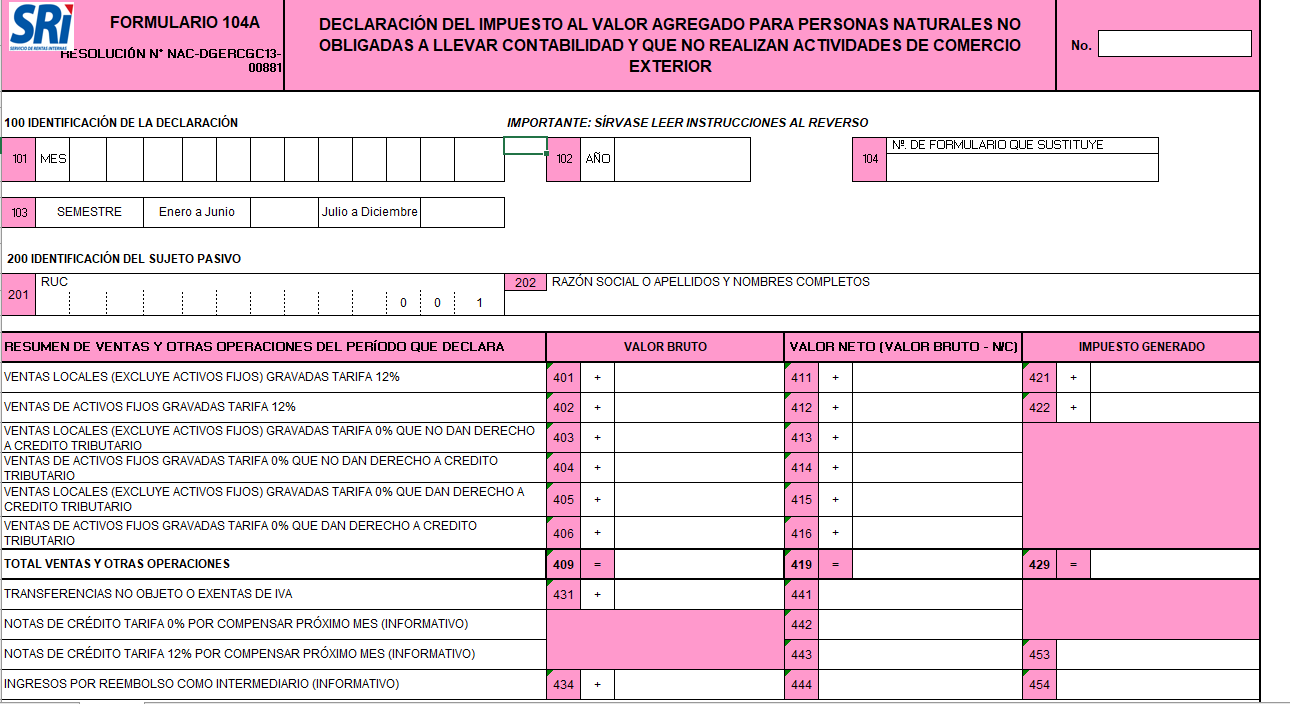 SRi
SERVICIO DE RENTAS INTERNAS
FORMULARIO 104A
RESOLUCIÓN N° NAC-DGERCGC13-
00881
DECLARACIÓN DEL IMPUESTO AL VALOR AGREGADO PARA PERSONAS NATURALES NO
OBLIGADAS A LLEVAR CONTABILIDAD Y QUE NO REALIZAN ACTIVIDADES DE COMERCIO
EXTERIOR
No.
100 IDENTIFICACIÓN DE LA DECLARACIÓN
IMPORTANTE: SÍRVASE LEER INSTRUCCIONES AL REVERSO
101 MES 102 AÑO 104 Nº. DE FORMULARIO QUE SUSTITUYE
103 SEMESTRE Enero a Junio Julio a Diciembre
200 IDENTIFICACIÓN DEL SUJETO PASIVO
201 RUC 0 0 1 202 RAZÓN SOCIAL O APELLIDOS Y NOMBRES COMPLETOS
RESUMEN DE VENTAS Y OTRAS OPERACIONES DEL PERÍODO QUE DECLARA VALOR BRUTO VALOR NETO (VALOR BRUTO - N/C) IMPUESTO GENERADO
VENTAS LOCALES (EXCLUYE ACTIVOS FIJOS) GRAVADAS TARIFA 12% 401 + 411 + 421 +
VENTAS DE ACTIVOS FIJOS GRAVADAS TARIFA 12% 402 + 412 + 422 +
VENTAS LOCALES (EXCLUYE ACTIVOS FIJOS) GRAVADAS TARIFA 0% QUE NO DAN DERECHO
A CREDITO TRIBUTARIO 403 + 413 +
VENTAS DE ACTIVOS FIJOS GRAVADAS TARIFA 0% QUE NO DAN DERECHO A CREDITO
TRIBUTARIO 404 + 414 +
VENTAS LOCALES (EXCLUYE ACTIVOS FIJOS) GRAVADAS TARIFA 0% QUE DAN DERECHO A
CREDITO TRIBUTARIO 405 + 415 +
VENTAS DE ACTIVOS FIJOS GRAVADAS TARIFA 0% QUE DAN DERECHO A CREDITO
TRIBUTARIO 406 + 416 +
TOTAL VENTAS Y OTRAS OPERACIONES 409 = 419 = 429 =
TRANSFERENCIAS NO OBJETO O EXENTAS DE IVA 431 + 441
NOTAS DE CRÉDITO TARIFA 0% POR COMPENSAR PRÓXIMO MES (INFORMATIVO) 442
NOTAS DE CRÉDITO TARIFA 12% POR COMPENSAR PRÓXIMO MES (INFORMATIVO) 443 453
INGRESOS POR REEMBOLSO COMO INTERMEDIARIO (INFORMATIVO) 434 + 444 454